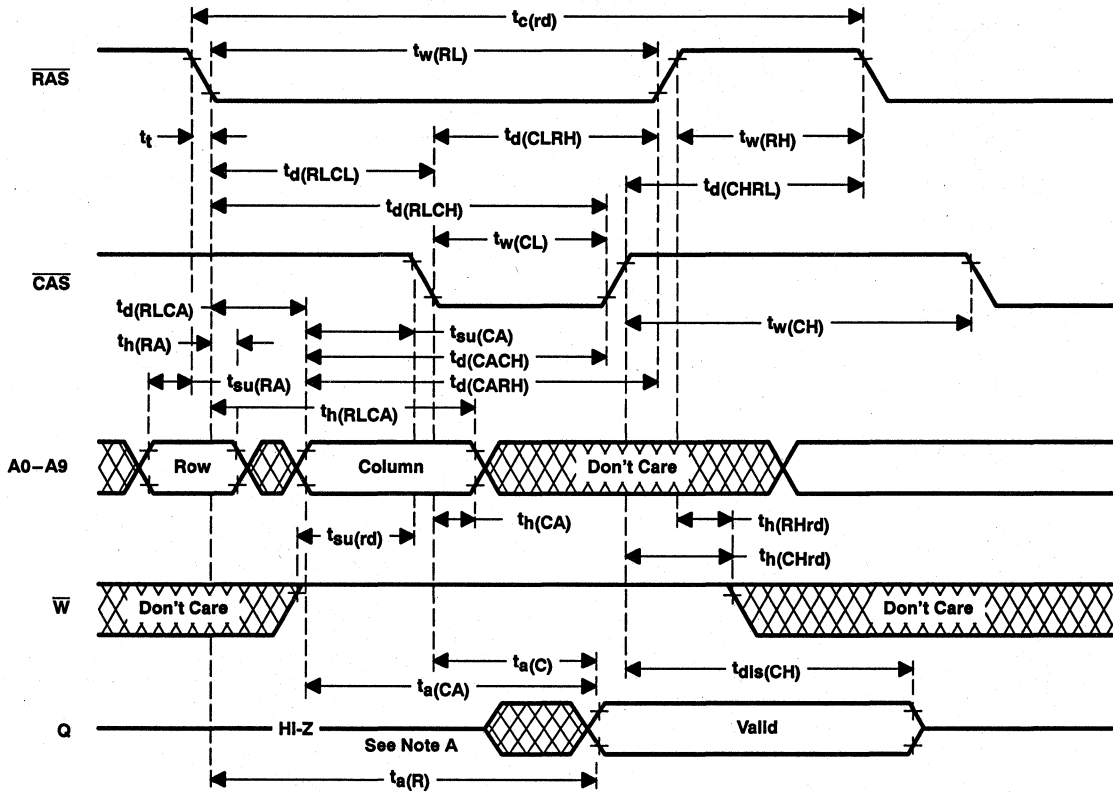 tc(rd)
RAS
tw(RL)
tt
td(CLRH)
tw(RH)
td(RLCL)
td(CHRL)
td(RLCH)
tw(CL)
CAS
td(RLCA)
tsu(CA)
tw(CH)
th(RA)
td(CACH)
tsu(RA)
td(CARH)
th(RLCA)
A0–A9
Row
Column
Don't Care
th(CA)
th(RHrd)
tsu(rd)
th(CHrd)
W
Don't Care
Don't Care
ta(C)
tdis(CH)
ta(CA)
Q
Hi-Z
Valid
See Note A
ta(R)